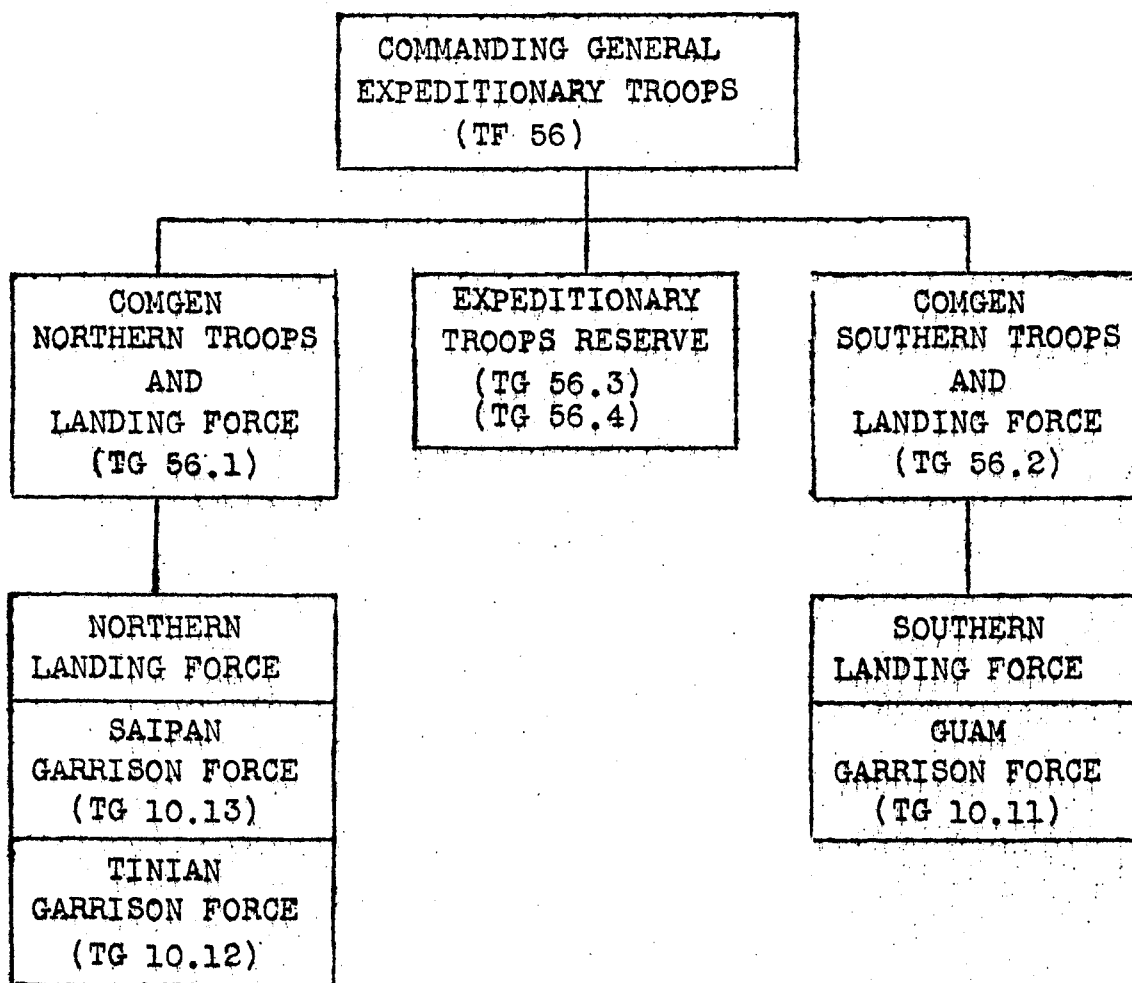 COMMANDING GENERAL
EXPEDITIONARY TROOPS
(TF 56)
COMGEN
NORTHERN TROOPS
AND
LANDING FORCE
(TG 56.1)
EXPEDITIONARY
TROOPS RESERVE
(TG 56.3)
(TG 56.4)
COMGEN
SOUTHERN TROOPS
AND
LANDING FORCE
(TG 56.2)
NORTHERN
LANDING FORCE
SAIPAN
GARRISON FORCE
(TG 10.13)
TINIAN
GARRISON FORCE
(TG 10.12)
SOUTHERN
LANDING FORCE
GUAM
GARRISON FORCE
(TG 10.11)